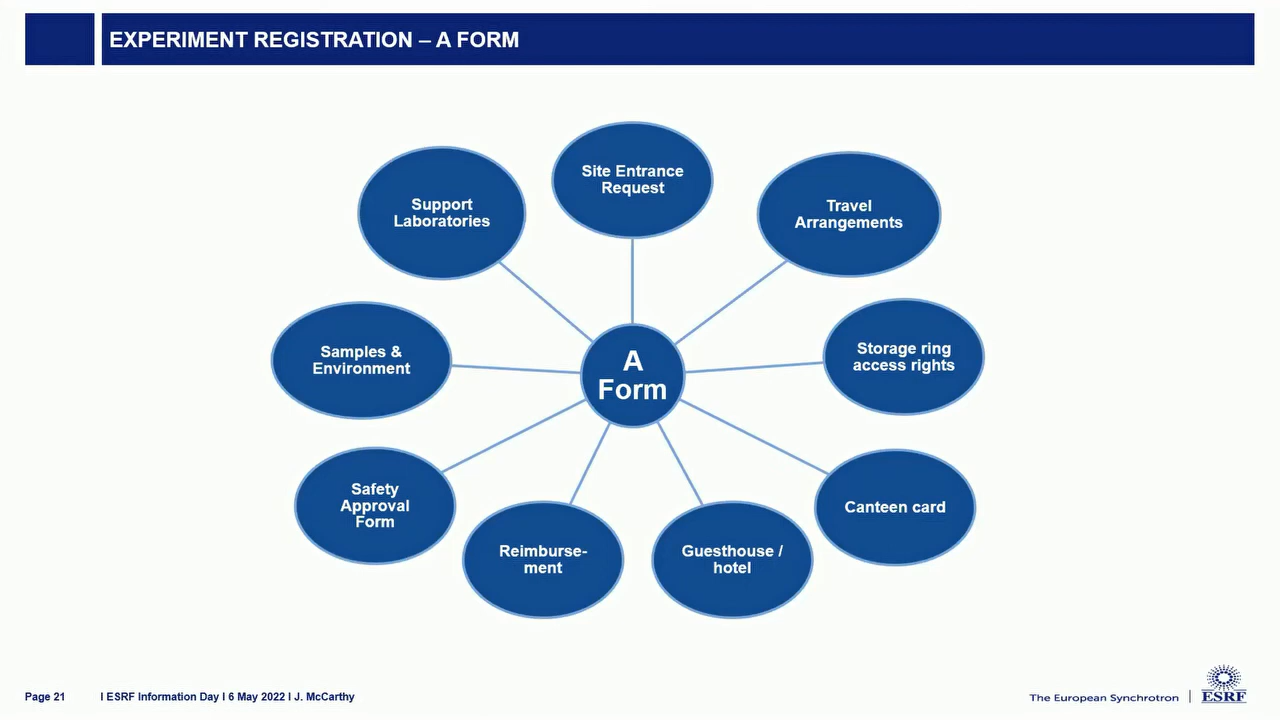 EXPERIMENT REGISTRATION – A FORM
Site Entrance
Request
Support
Laboratories
Travel
Arrangements
Samples &
Environment
A
Form
Storage ring
access rights
Safety
Approval
Form
Canteen card
Reimburse-
ment
Guesthouse /
hotel
Page 21
I ESRF Information Day I 6 May 2022 I J. McCarthy
The European Synchrotron
ESRF